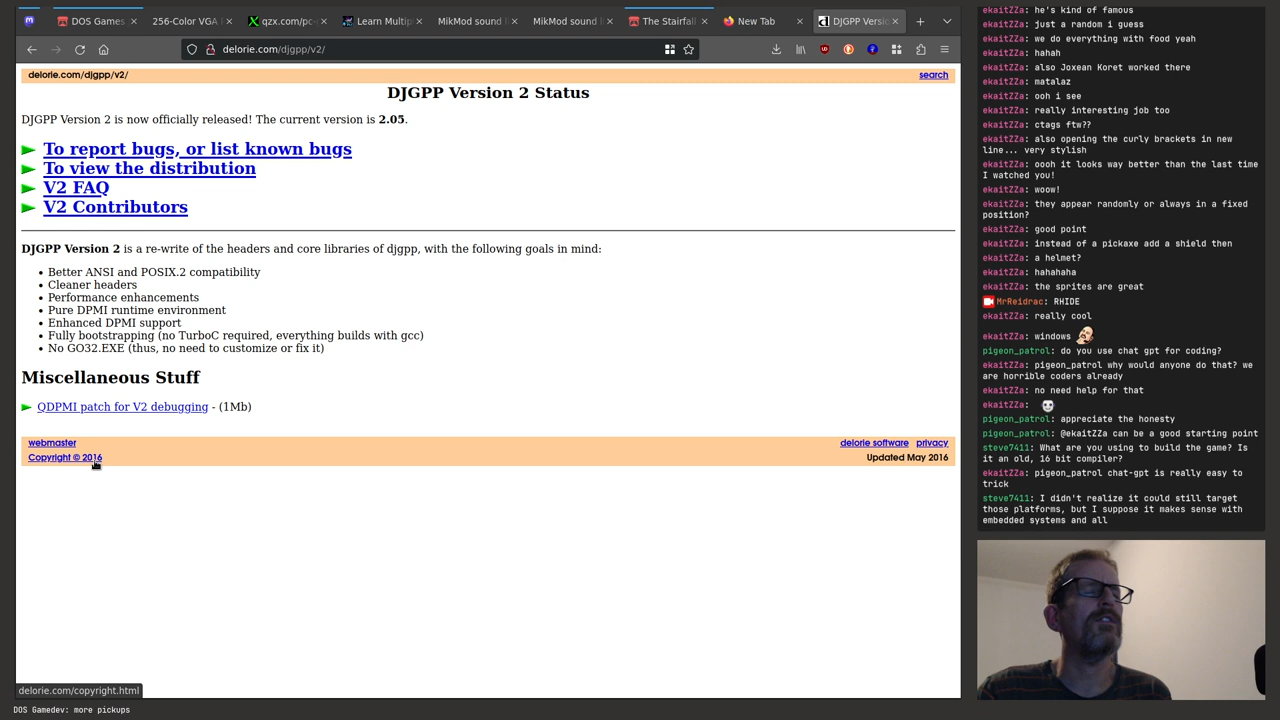 DOS Games
256-Color VGA
qzx.com/pc-
Learn Multip
MikMod sound l
MikMod sound l
The Stairfall
New Tab
DJGPP Versio
delorie.com/djgpp/v2/
delorie.com/djgpp/v2/
search
DJGPP Version 2 Status
DJGPP Version 2 is now officially released! The current version is 2.05.
To report bugs, or list known bugs
To view the distribution
V2 FAQ
V2 Contributors
DJGPP Version 2 is a re-write of the headers and core libraries of djgpp, with the following goals in mind:
• Better ANSI and POSIX.2 compatibility
• Cleaner headers
• Performance enhancements
• Pure DPMI runtime environment
• Enhanced DPMI support
• Fully bootstrapping (no TurboC required, everything builds with gcc)
• No GO32.EXE (thus, no need to customize or fix it)
Miscellaneous Stuff
QDPMI patch for V2 debugging - (1Mb)
webmaster
delorie software privacy
Copyright © 2016
Updated May 2016
delorie.com/copyright.html
DOS Gamedev: more pickups
ekaitZZa: he's kind of famous
ekaitZZa: just a random i guess
ekaitZZa: we do everything with food yeah
ekaitZZa: hahah
ekaitZZa: also Joxean Koret worked there
ekaitZZa: matalaz
ekaitZZa: ooh i see
ekaitZZa: really interesting job too
ekaitZZa: ctags ftw??
ekaitZZa: also opening the curly brackets in new
line... very stylish
ekaitZZa: oooh it looks way better than the last time
I watched you!
ekaitZZa: woow!
ekaitZZa: they appear randomly or always in a fixed
position?
ekaitZZa: good point
ekaitZZa: instead of a pickaxe add a shield then
ekaitZZa: a helmet?
ekaitZZa: hahahaha
ekaitZZa: the sprites are great
MrReidrac: RHIDE
ekaitZZa: really cool
ekaitZZa: windows
pigeon_patrol: do you use chat gpt for coding?
ekaitZZa: pigeon_patrol why would anyone do that? we
are horrible coders already
ekaitZZa: no need help for that
ekaitZZa:
pigeon_patrol: appreciate the honesty
pigeon_patrol: @ekaitZZa can be a good starting point
steve7411: What are you using to build the game? Is
it an old, 16 bit compiler?
ekaitZZa: pigeon_patrol chat-gpt is really easy to
trick
steve7411: I didn't realize it could still target
those platforms, but I suppose it makes sense with
embedded systems and all